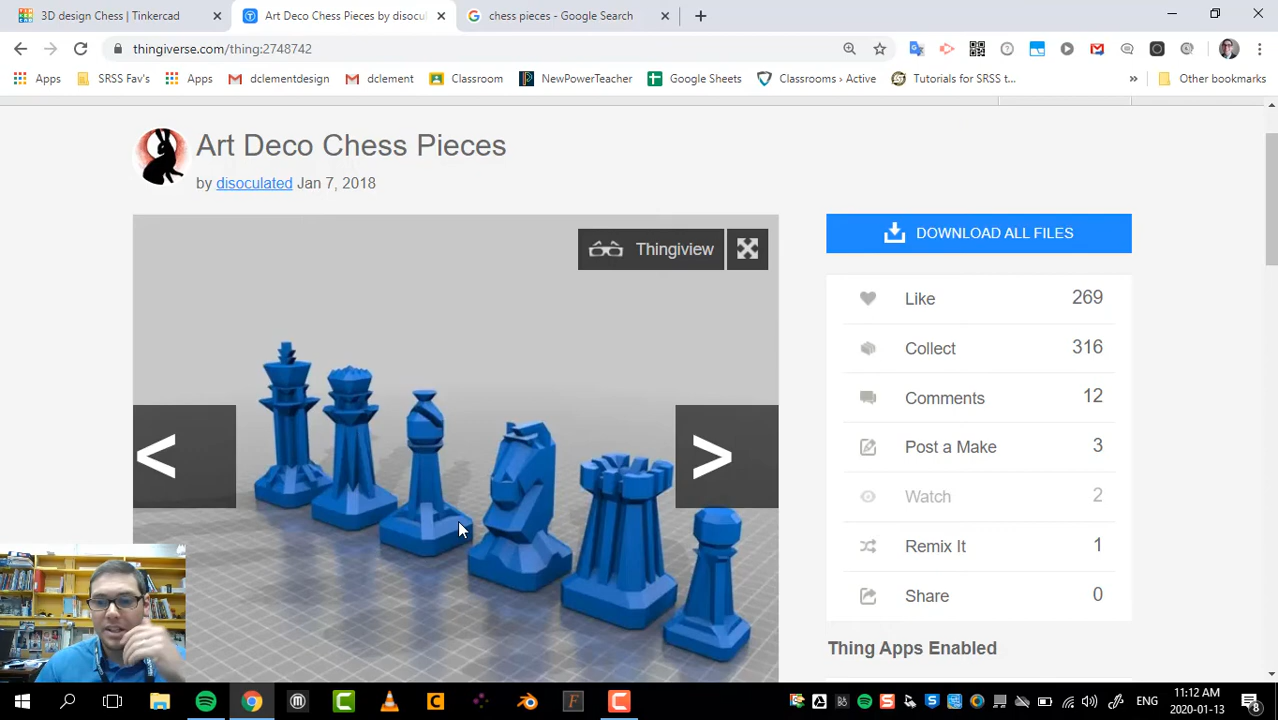 3D design Chess | Tinkercad
Art Deco Chess Pieces by disocul
chess pieces - Google Search
thingiverse.com/thing:2748742
Apps
SRSS Fav's
Apps
dclementdesign
dclement
Classroom
NewPowerTeacher
Google Sheets
Classrooms › Active
Tutorials for SRSS t...
»
Other bookmarks
Art Deco Chess Pieces
by disoculated Jan 7, 2018
Thingiview
< >
DOWNLOAD ALL FILES
Like 269
Collect 316
Comments 12
Post a Make 3
Watch 2
Remix It 1
Share 0
Thing Apps Enabled
ENG
11:12 AM
2020-01-13
8